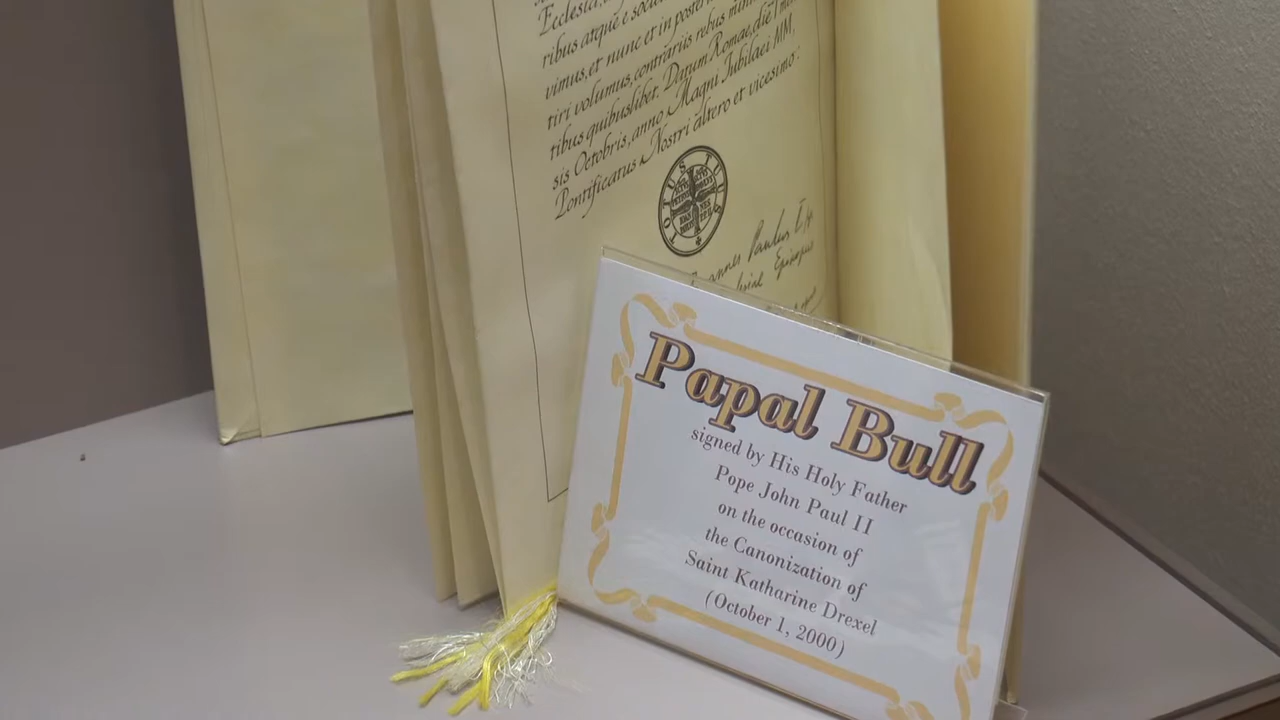 Ecclesia,
ribus atque e
vimus, et nunc et in
tiri volumus, contrariis rebus
tibus quibuslibet. Datum Romae, die
sis Octobris, anno Magni Iubilaei MM,
Pontificatus Nostri altero et vicesimo:
Paulus
Papal Bull
signed by His Holy Father
Pope John Paul II
on the occasion of
the Canonization of
Saint Katharine Drexel
(October 1, 2000)